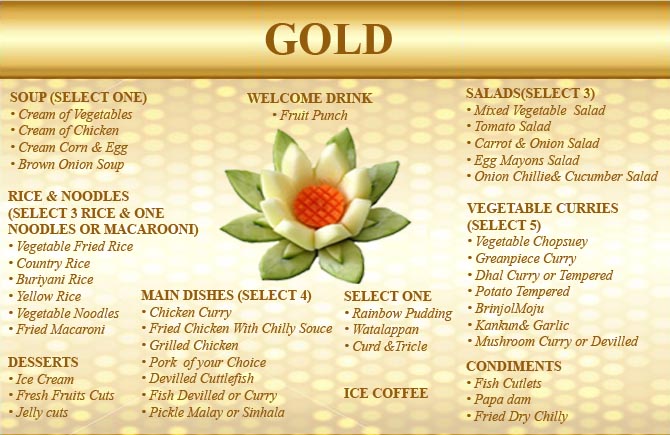 GOLD
SOUP (SELECT ONE)
• Cream of Vegetables
• Cream of Chicken
• Cream Corn & Egg
• Brown Onion Soup
WELCOME DRINK
• Fruit Punch
SALADS(SELECT 3)
• Mixed Vegetable Salad
• Tomato Salad
• Carrot & Onion Salad
• Egg Mayons Salad
• Onion Chillie& Cucumber Salad
RICE & NOODLES
(SELECT 3 RICE & ONE
NOODLES OR MACAROONI)
• Vegetable Fried Rice
• Country Rice
• Buriyani Rice
• Yellow Rice
• Vegetable Noodles
• Fried Macaroni
VEGETABLE CURRIES
(SELECT 5)
• Vegetable Chopsuey
• Greanpiece Curry
• Dhal Curry or Tempered
• Potato Tempered
• BrinjolMoju
• Kankun& Garlic
• Mushroom Curry or Devilled
MAIN DISHES (SELECT 4)
• Chicken Curry
• Fried Chicken With Chilly Souce
• Grilled Chicken
• Pork of your Choice
• Devilled Cuttlefish
• Fish Devilled or Curry
• Pickle Malay or Sinhala
SELECT ONE
• Rainbow Pudding
• Watalappan
• Curd &Tricle
DESSERTS
• Ice Cream
• Fresh Fruits Cuts
• Jelly cuts
ICE COFFEE
CONDIMENTS
• Fish Cutlets
• Papa dam
• Fried Dry Chilly